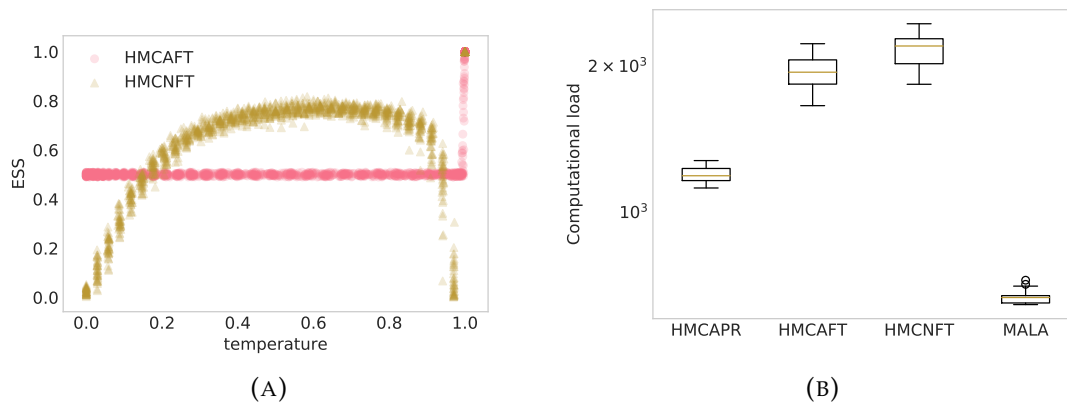 HMCAFT
HMCNFT
ESS
1.0
0.8
0.6
0.4
0.2
0.0
0.0 0.2 0.4 0.6 0.8 1.0
temperature
(A)
Computational load
2 × 10³
10³
HMCAPR HMCAFT HMCNFT MALA
(B)